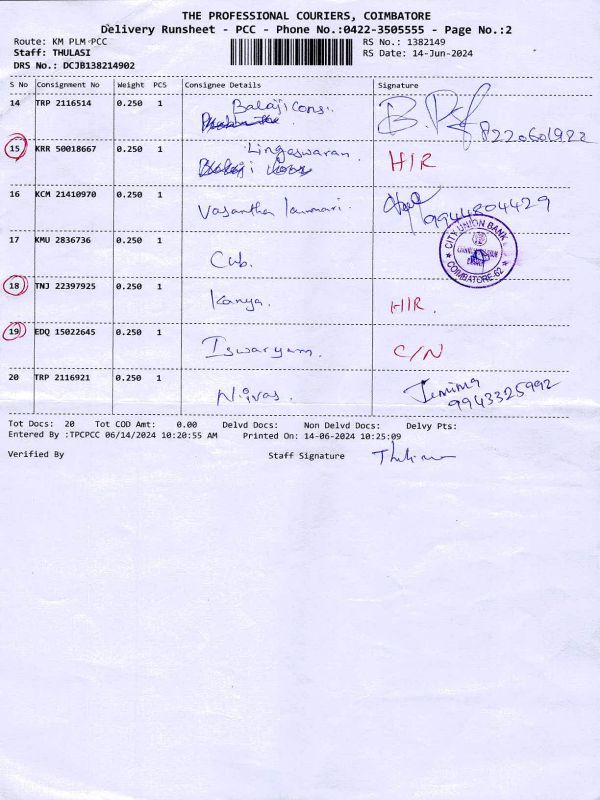 THE PROFESSIONAL COURIERS, COIMBATORE
Delivery Runsheet - PCC - Phone No.:0422-3505555 - Page No.:2
Route: KM PLM-PCC
Staff: THULASI
DRS No.: DCJB138214902
RS No.: 1382149
RS Date: 14-Jun-2024
S No Consignment No Weight PCS Consignee Details Signature
14 TRP 2116514 0.250 1 Balaji cons. 8220601922
15 KRR 50018667 0.250 1 Lingeswaran H/R
16 KCM 21410970 0.250 1 Vasantha 9944804429
17 KMU 2836736 0.250 1 Cub. CITY UNION BANK COIMBATORE-62
18 TNJ 22397925 0.250 1 Kanya. H/R.
19 EDQ 15022645 0.250 1 Iswaryam. C/N
20 TRP 2116921 0.250 1 Nivas. Jemima
9943325992
Tot Docs: 20 Tot COD Amt: 0.00 Delvd Docs: Non Delvd Docs: Delvy Pts:
Entered By :TPCPCC 06/14/2024 10:20:55 AM Printed On: 14-06-2024 10:25:09
Verified By Staff Signature